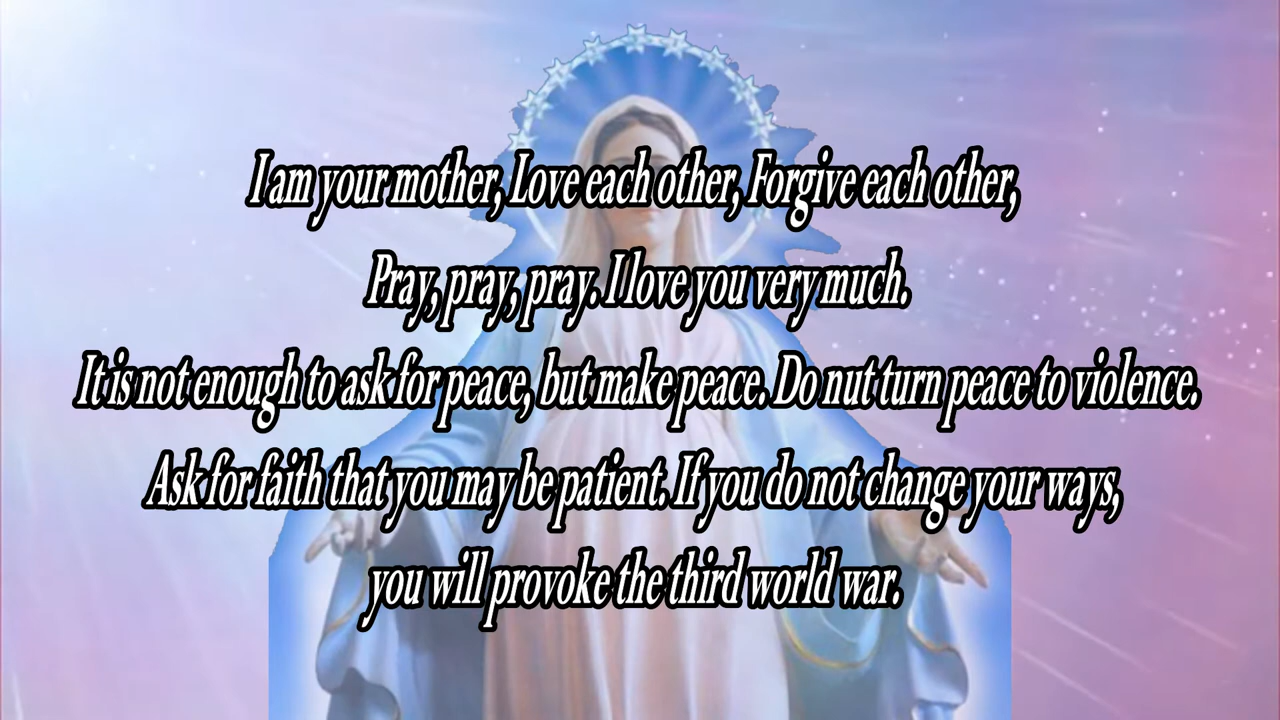 I am your mother, Love each other, Forgive each other,
Pray, pray, pray. I love you very much.
It is not enough to ask for peace, but make peace. Do nut turn peace to violence.
Ask for faith that you may be patient. If you do not change your ways,
you will provoke the third world war.